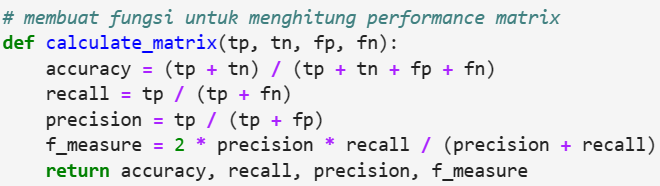 # membuat fungsi untuk menghitung performance matrix
def calculate_matrix(tp, tn, fp, fn):
    accuracy = (tp + tn) / (tp + tn + fp + fn)
    recall = tp / (tp + fn)
    precision = tp / (tp + fp)
    f_measure = 2 * precision * recall / (precision + recall)
    return accuracy, recall, precision, f_measure